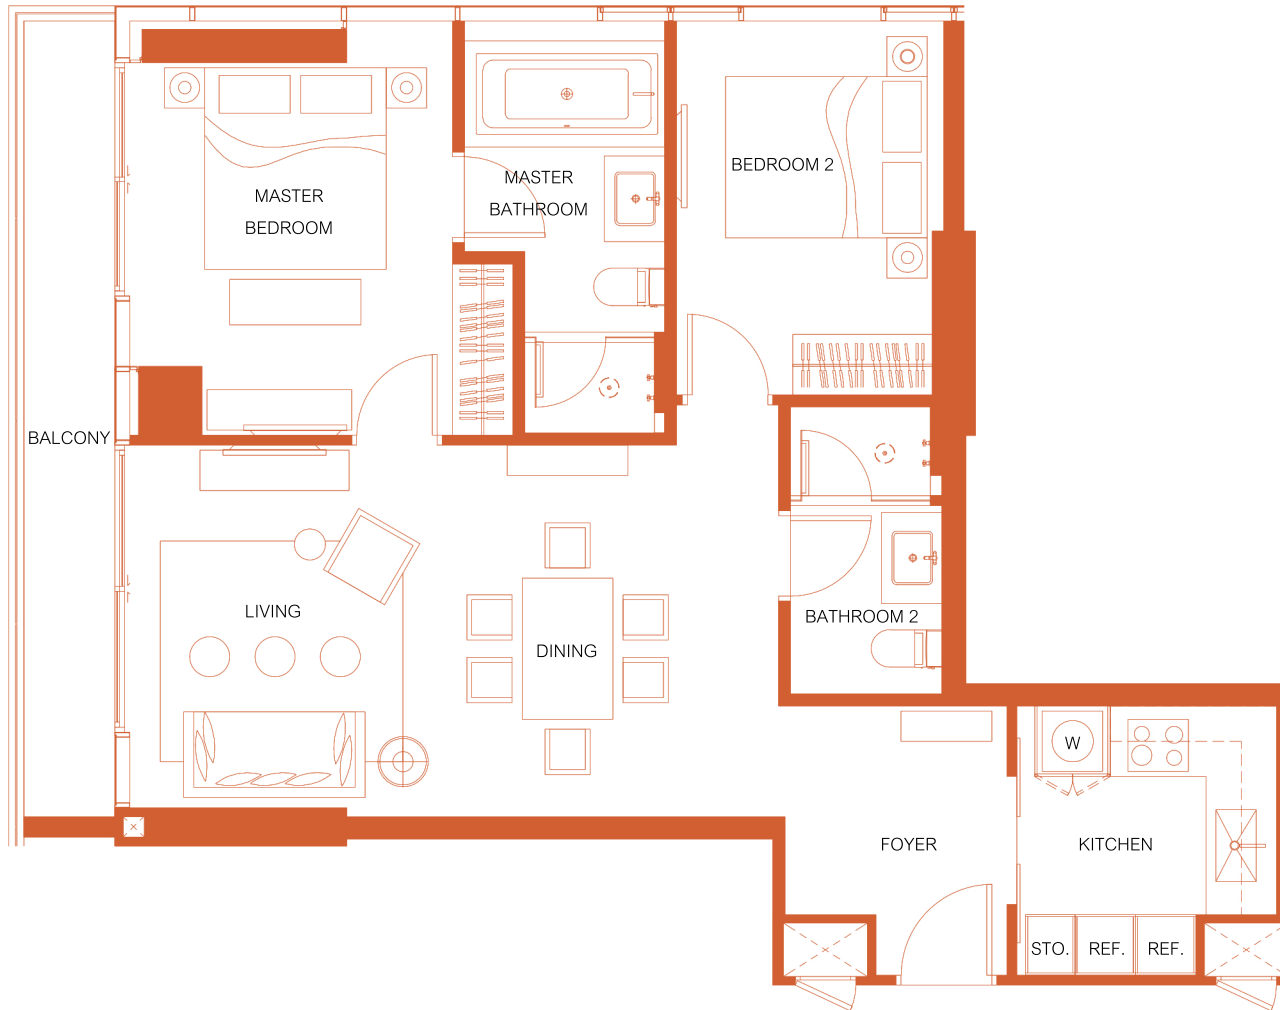 MASTER
BEDROOM
MASTER
BATHROOM
BEDROOM 2
BALCONY
LIVING
DINING
BATHROOM 2
W
FOYER
KITCHEN
STO.
REF.
REF.